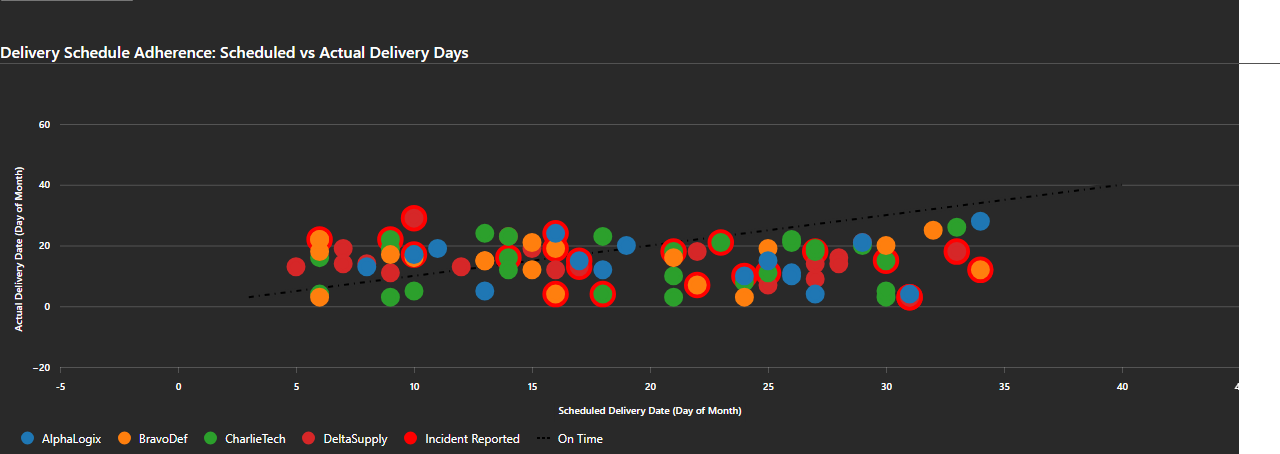 Delivery Schedule Adherence: Scheduled vs Actual Delivery Days
60
40
20
0
−20
Actual Delivery Date (Day of Month)
-5 0 5 10 15 20 25 30 35 40
Scheduled Delivery Date (Day of Month)
AlphaLogix BravoDef CharlieTech DeltaSupply Incident Reported On Time